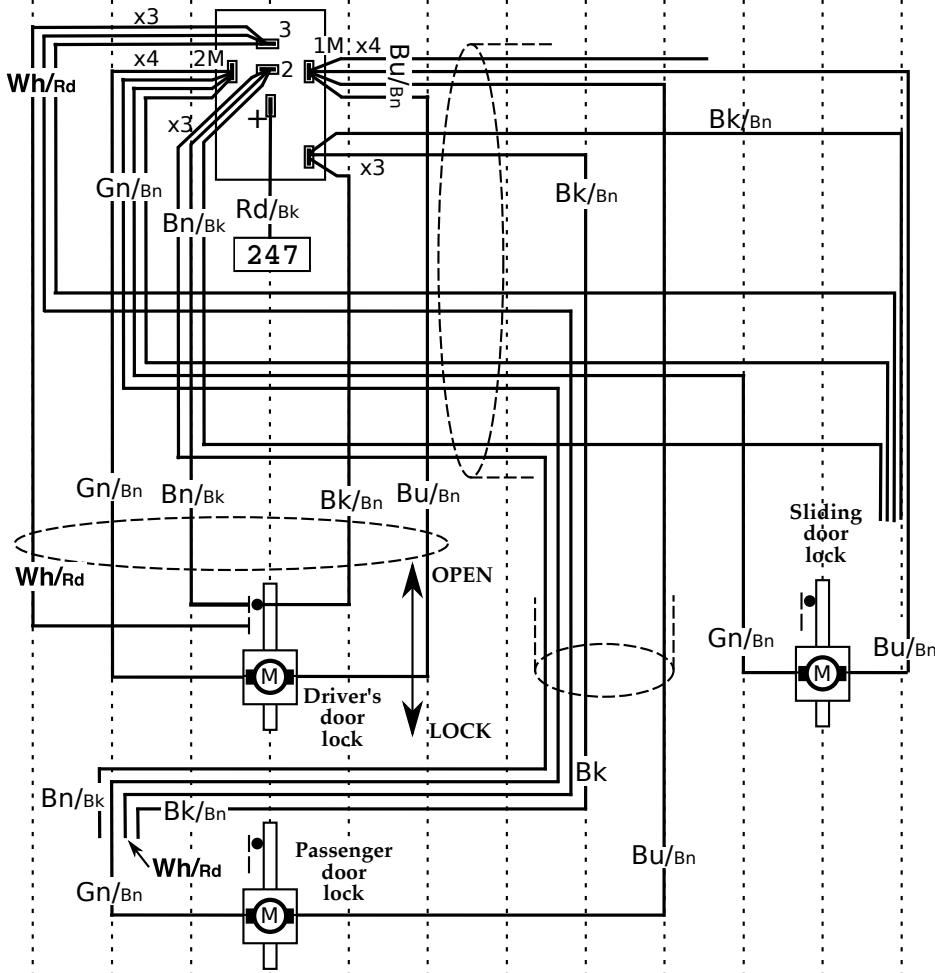 x3
3
1M x4
x4
2M
2
Bu/Bn
Wh/Rd
+
x3
Bk/Bn
x3
Gn/Bn
Bk/Bn
Rd/Bk
Bn/Bk
247
Gn/Bn
Bn/Bk
Bk/Bn
Bu/Bn
Sliding
door
lock
Wh/Rd
OPEN
Gn/Bn
Bu/Bn
M
M
Driver's
door
lock
LOCK
Bk
Bn/Bk
Bk/Bn
Passenger
door
lock
Wh/Rd
Bu/Bn
Gn/Bn
M